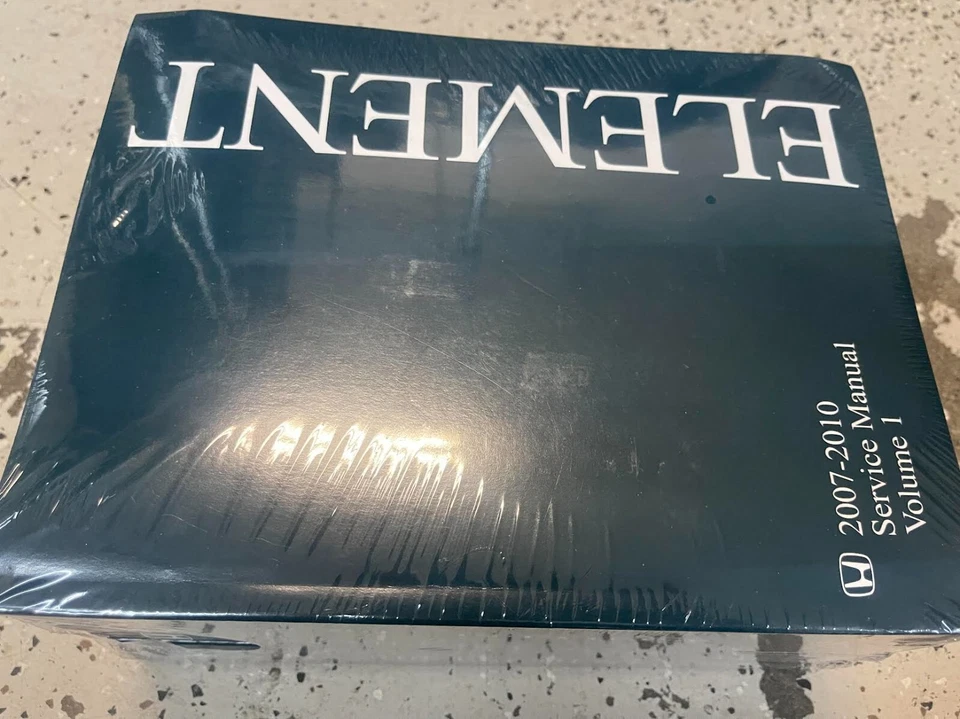 ELEMENT
2007-2010
Service Manual
Volume 1